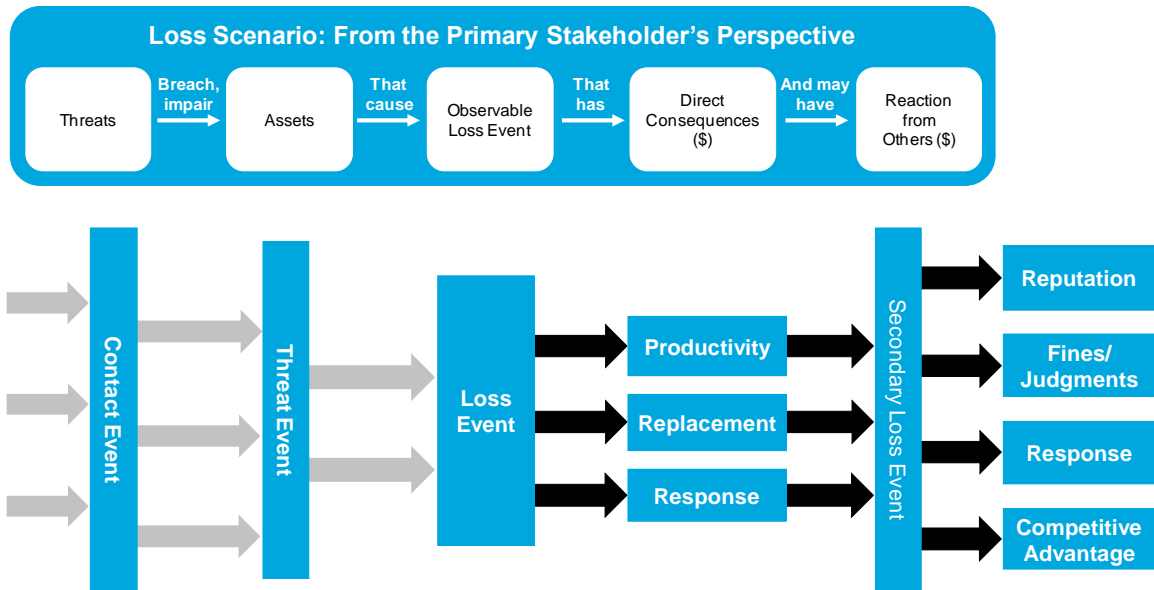 Loss Scenario: From the Primary Stakeholder's Perspective
Threats
Breach,
impair
Assets
That
cause
Observable
Loss Event
That
has
Direct
Consequences
($)
And may
have
Reaction
from
Others ($)
Contact Event
Threat Event
Loss
Event
Productivity
Replacement
Response
Secondary Loss Event
Reputation
Fines/
Judgments
Response
Competitive
Advantage